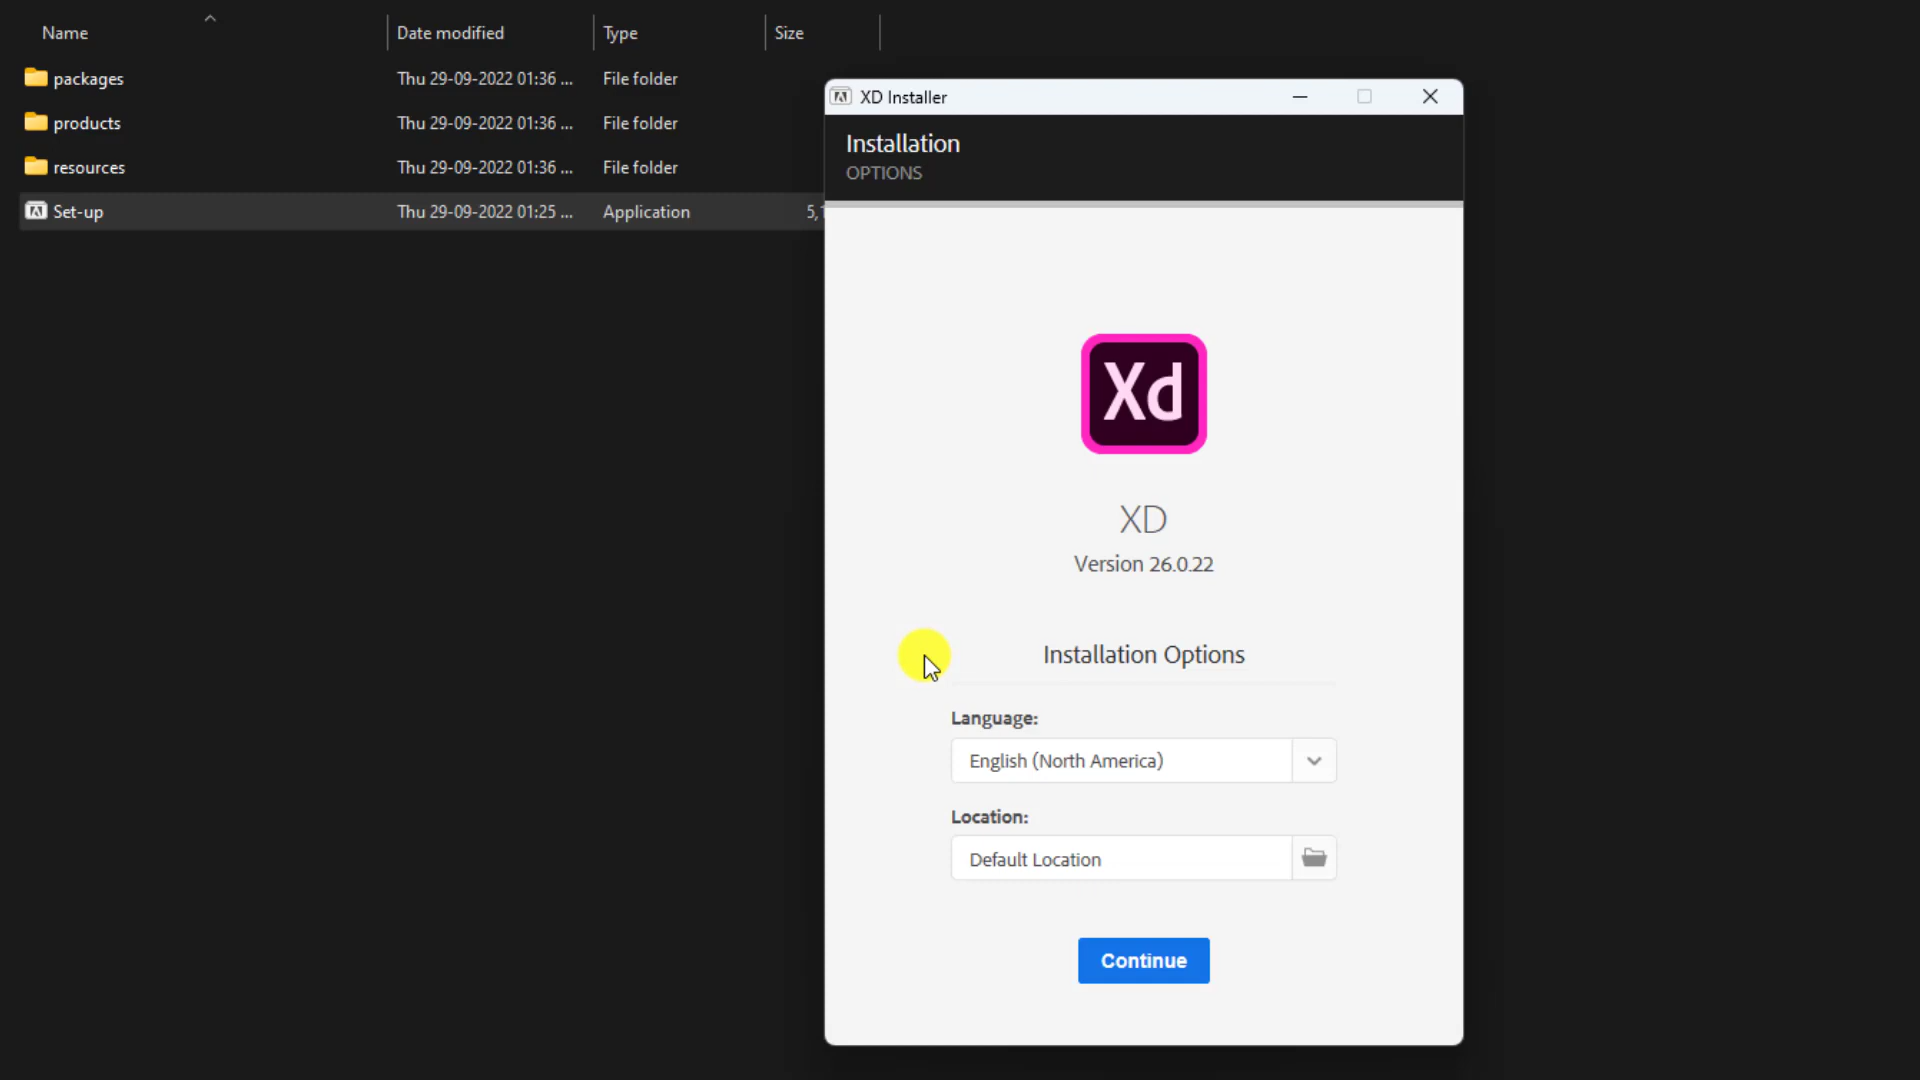 Name Date modified Type Size
packages Thu 29-09-2022 01:36 ... File folder
products Thu 29-09-2022 01:36 ... File folder
resources Thu 29-09-2022 01:36 ... File folder
Set-up Thu 29-09-2022 01:25 ... Application 5,1
XD Installer
Installation
OPTIONS
Xd
XD
Version 26.0.22
Installation Options
Language:
English (North America)
Location:
Default Location
Continue